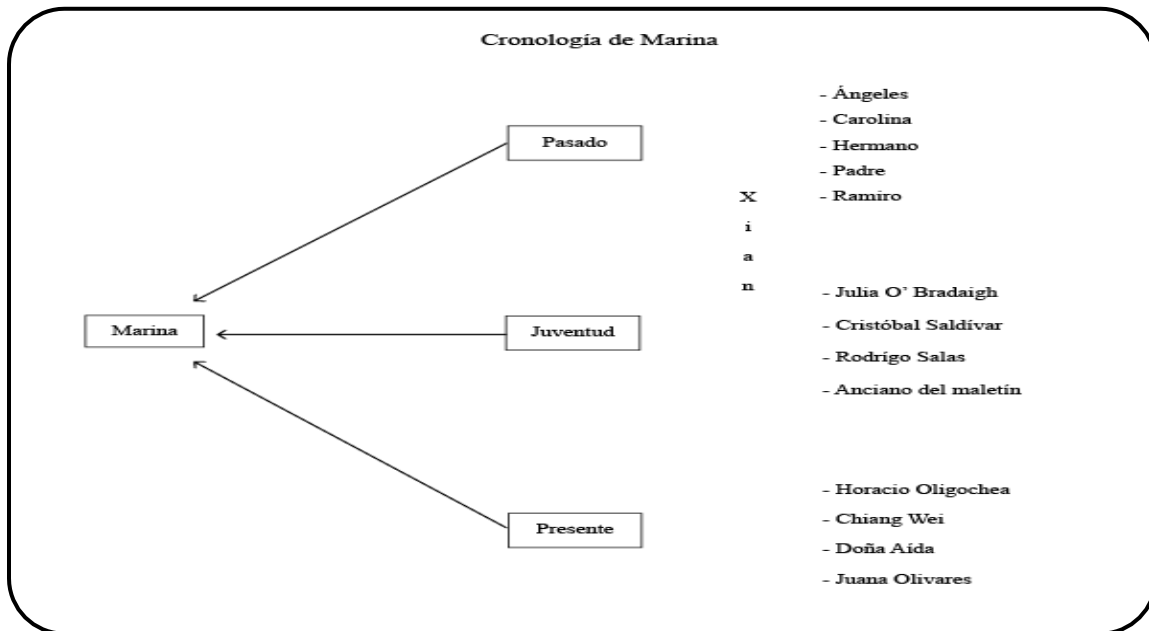 Cronología de Marina
Pasado
- Ángeles
- Carolina
- Hermano
- Padre
- Ramiro
X
i
a
n
Marina
Juventud
- Julia O' Bradaigh
- Cristóbal Saldívar
- Rodrígo Salas
- Anciano del maletín
Presente
- Horacio Oligochea
- Chiang Wei
- Doña Aída
- Juana Olivares